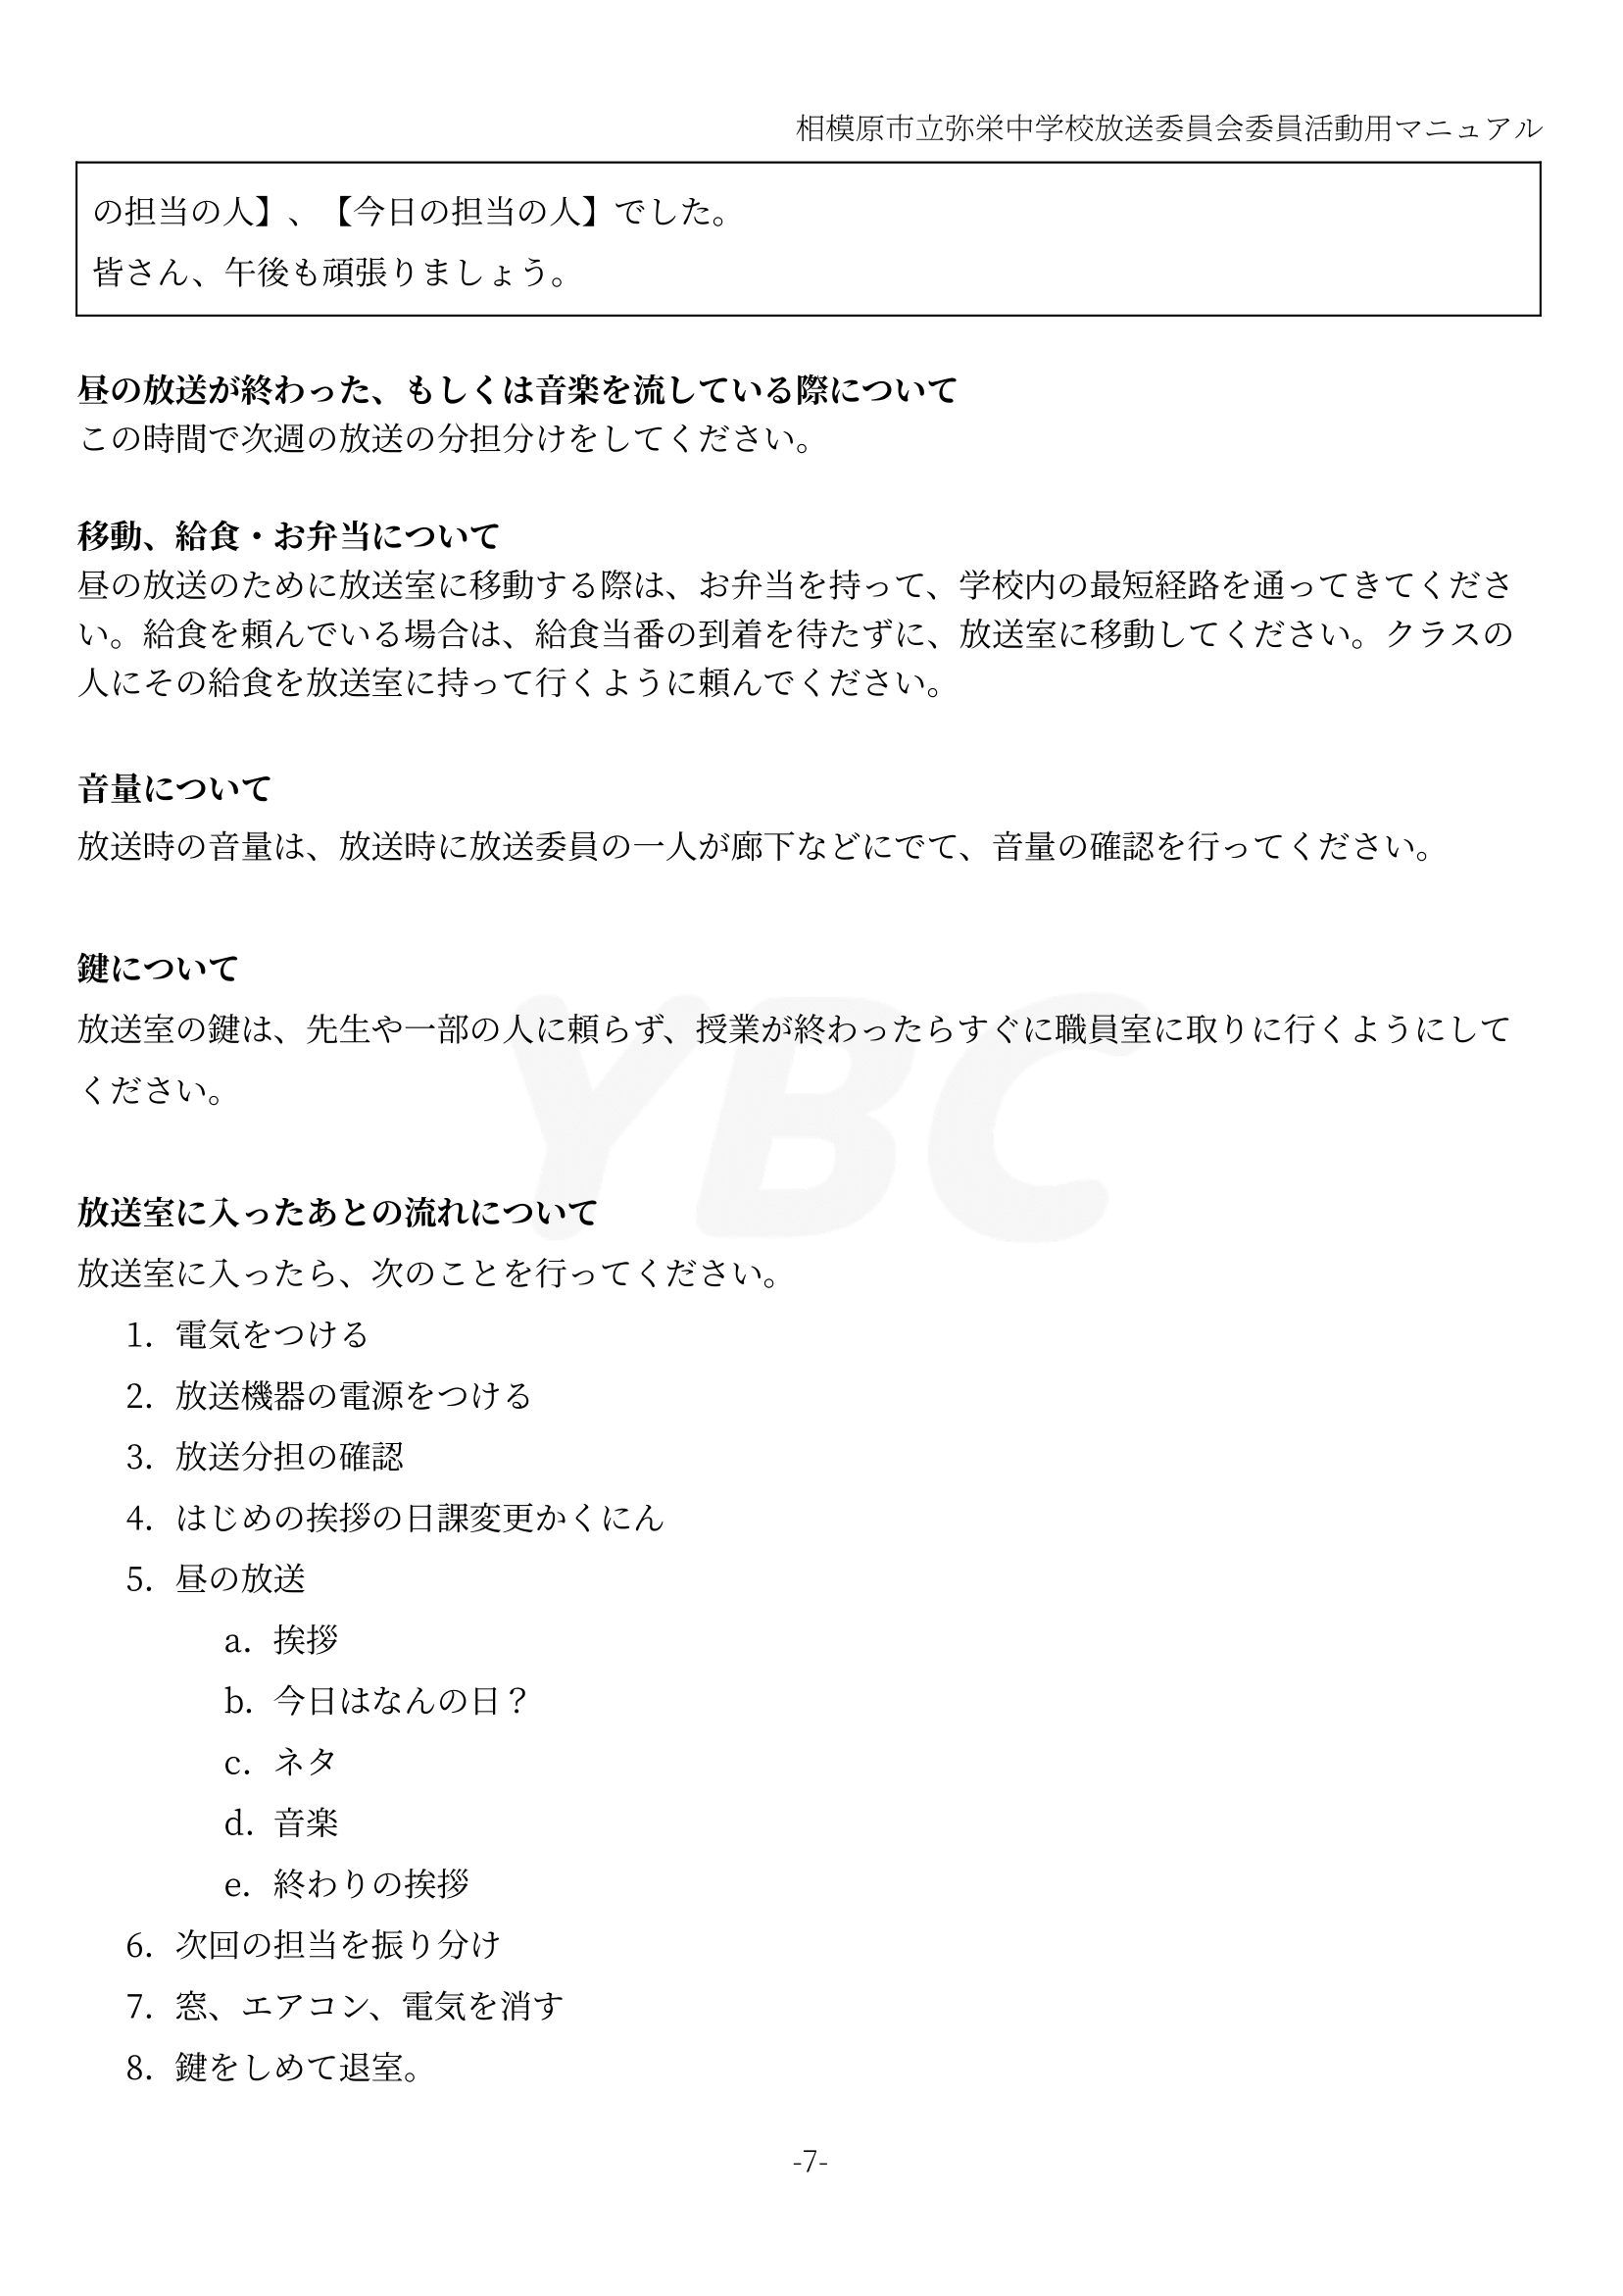 相模原市立弥栄中学校放送委員会委員活動用マニュアル
の担当の人】、【今日の担当の人】でした。
皆さん、午後も頑張りましょう。
昼の放送が終わった、もしくは音楽を流している際について
この時間で次週の放送の分担分けをしてください。
移動、給食・お弁当について
昼の放送のために放送室に移動する際は、お弁当を持って、学校内の最短経路を通ってきてくださ
い。給食を頼んでいる場合は、給食当番の到着を待たずに、放送室に移動してください。クラスの
人にその給食を放送室に持って行くように頼んでください。
音量について
放送時の音量は、放送時に放送委員の一人が廊下などにでて、音量の確認を行ってください。
鍵について
放送室の鍵は、先生や一部の人に頼らず、授業が終わったらすぐに職員室に取りに行くようにして
ください。
YBC
放送室に入ったあとの流れについて
放送室に入ったら、次のことを行ってください。
1. 電気をつける
2. 放送機器の電源をつける
3. 放送分担の確認
4. はじめの挨拶の日課変更かくにん
5. 昼の放送
a. 挨拶
b. 今日はなんの日？
c. ネタ
d. 音楽
e. 終わりの挨拶
6. 次回の担当を振り分け
7. 窓、エアコン、電気を消す
8. 鍵をしめて退室。
-7-